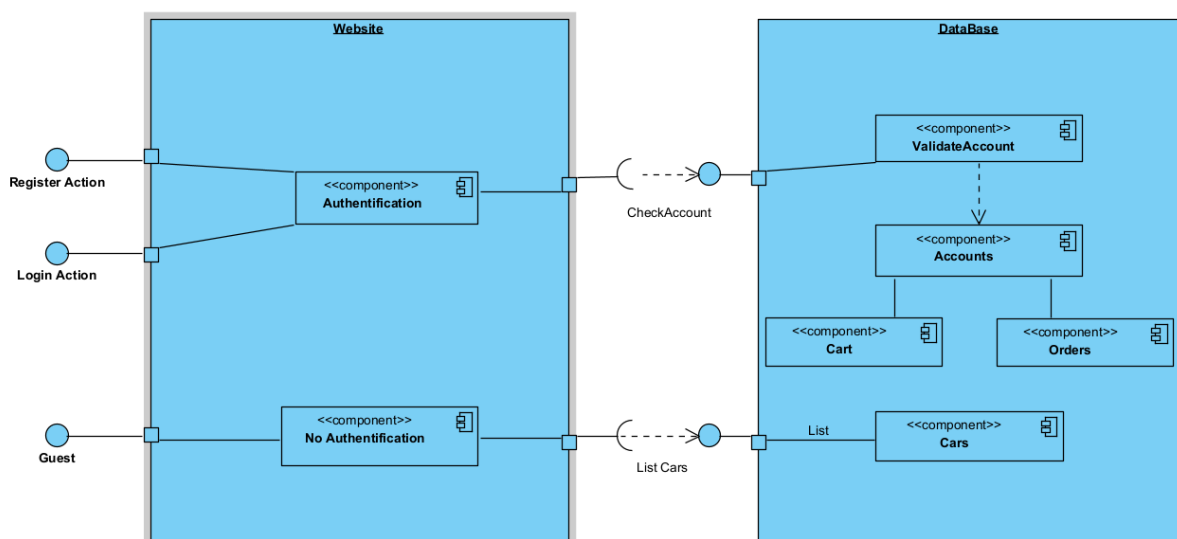 Website
DataBase
<<component>>
ValidateAccount
Register Action
<<component>>
Authentification
CheckAccount
<<component>>
Accounts
Login Action
<<component>>
Cart
<<component>>
Orders
Guest
<<component>>
No Authentification
List Cars
List
<<component>>
Cars